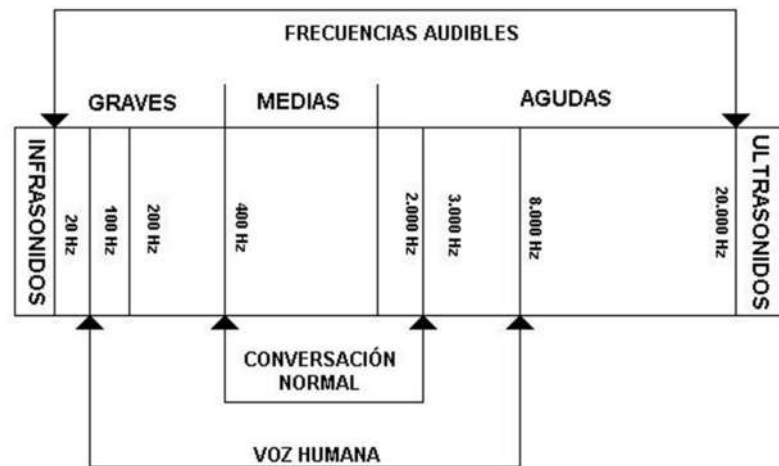 FRECUENCIAS AUDIBLES
GRAVES
MEDIAS
AGUDAS
INFRASONIDOS
20 Hz
100 Hz
200 Hz
400 Hz
2.000 Hz
3.000 Hz
8.000 Hz
20.000 Hz
ULTRASONIDOS
CONVERSACIÓN
NORMAL
VOZ HUMANA